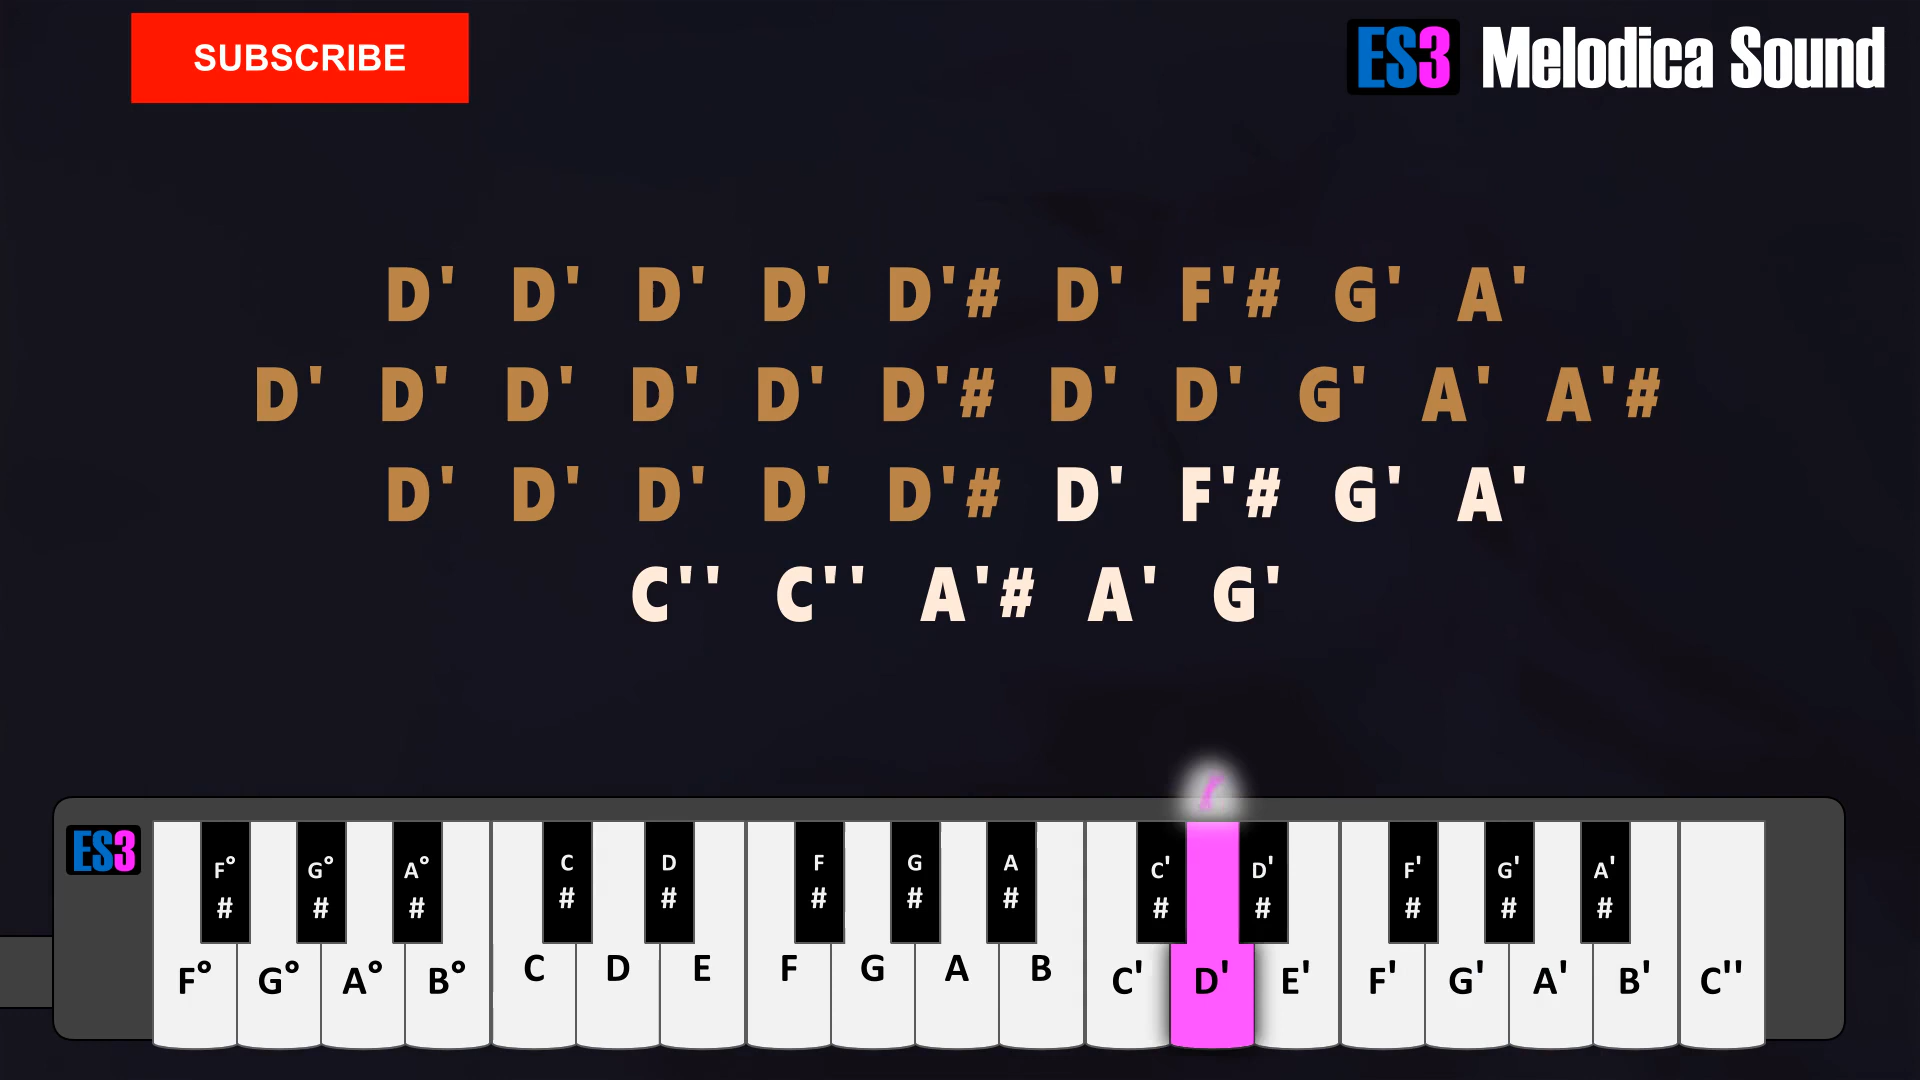 SUBSCRIBE
ES3 Melodica Sound
D' D' D' D' D'# D' F'# G' A'
D' D' D' D' D' D'# D' D' G' A' A'#
D' D' D' D' D'# D' F'# G' A'
C'' C'' A'# A' G'
ES3
F°# G°# A°# C# D# F# G# A# C'# D'# F'# G'# A'#
F° G° A° B° C D E F G A B C' D' E' F' G' A' B' C''